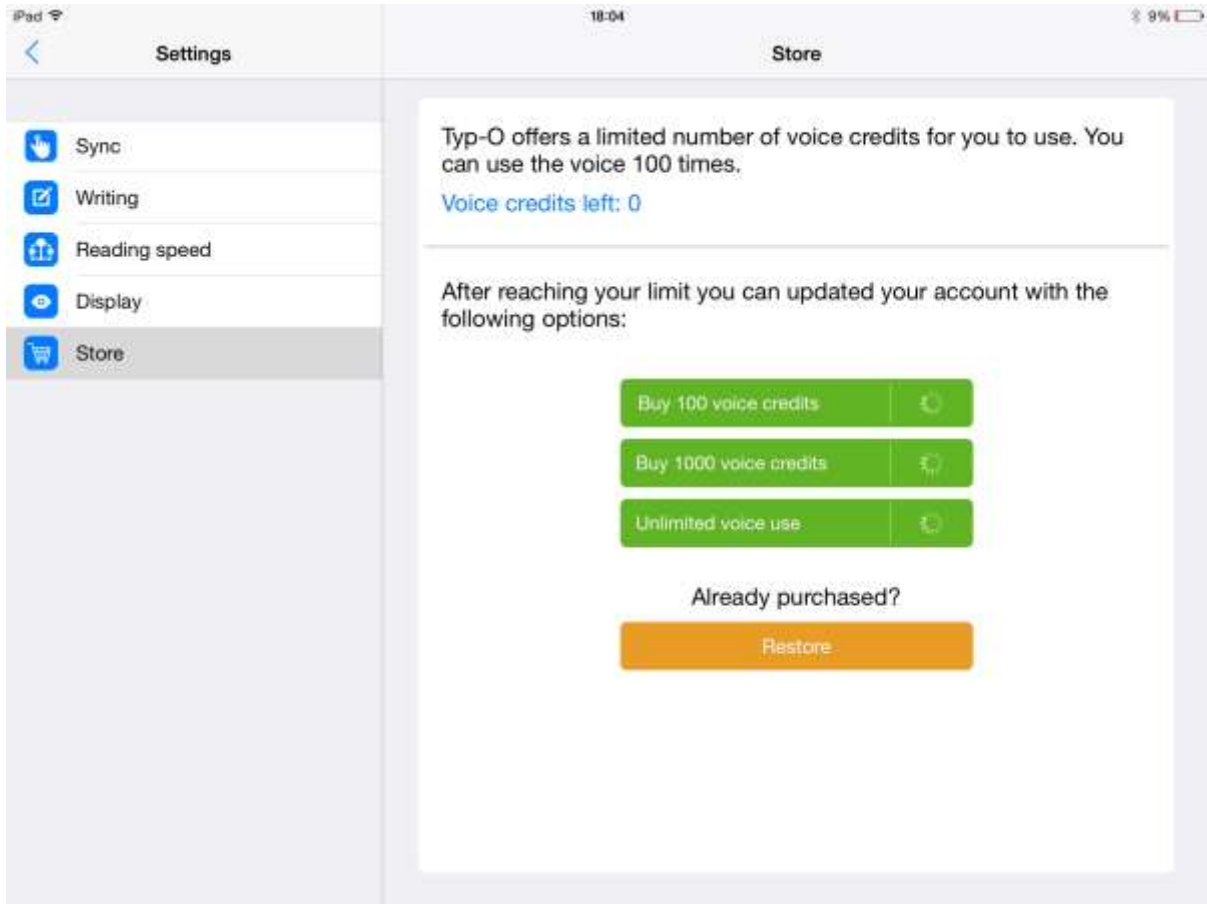 iPad 18:04 9%
Settings
Store
Sync
Writing
Reading speed
Display
Store
Typ-O offers a limited number of voice credits for you to use. You
can use the voice 100 times.
Voice credits left: 0
After reaching your limit you can updated your account with the
following options:
Buy 100 voice credits
Buy 1000 voice credits
Unlimited voice use
Already purchased?
Restore